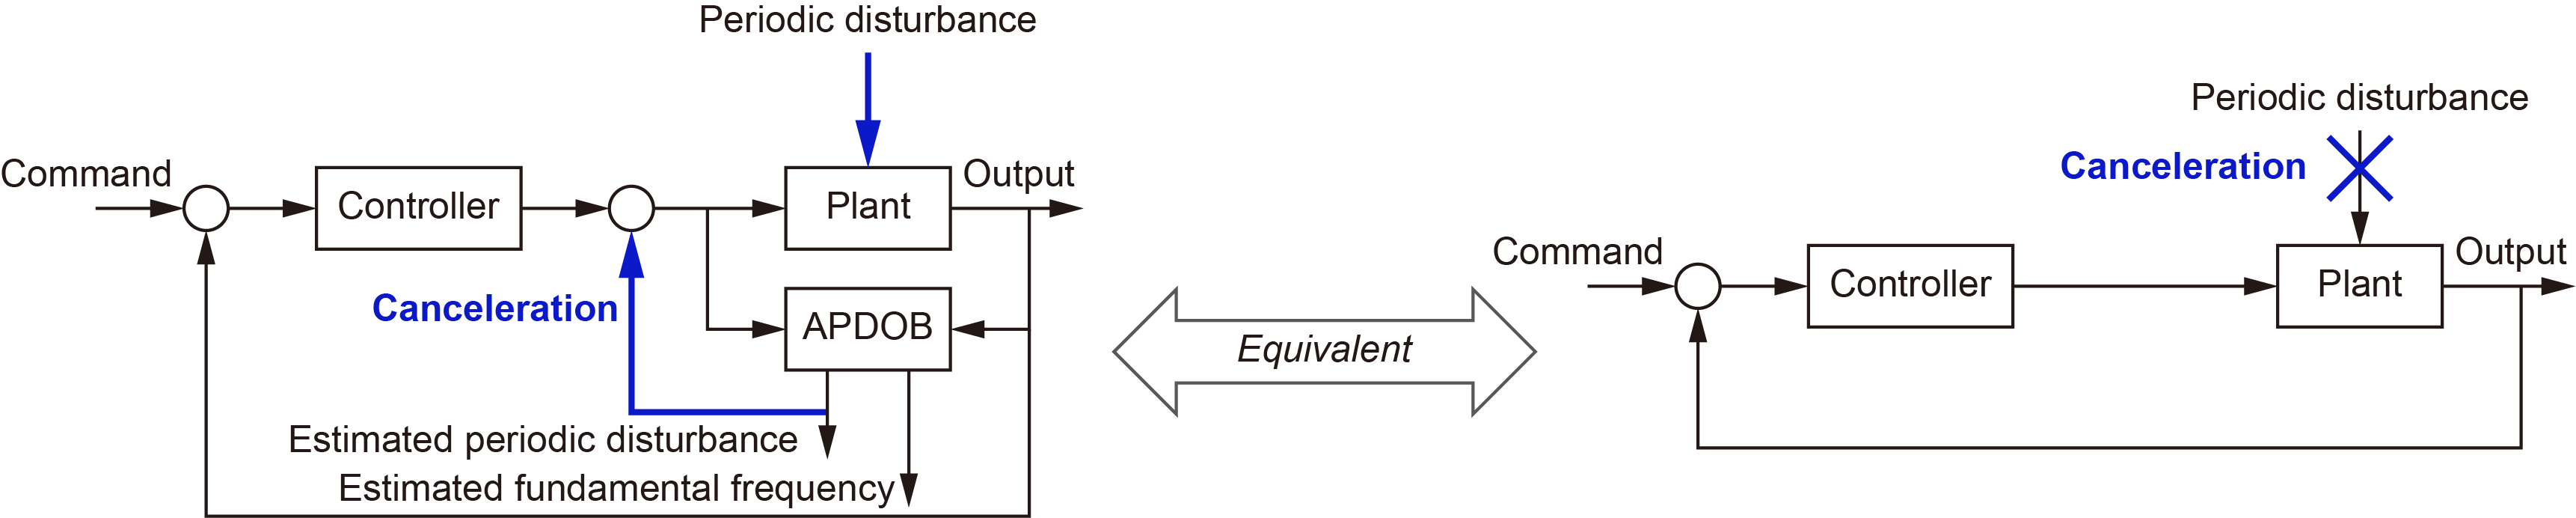 Periodic disturbance
Command
Controller
Plant
Output
Canceleration
APDOB
Estimated periodic disturbance
Estimated fundamental frequency
Equivalent
Periodic disturbance
Canceleration
Command
Controller
Plant
Output